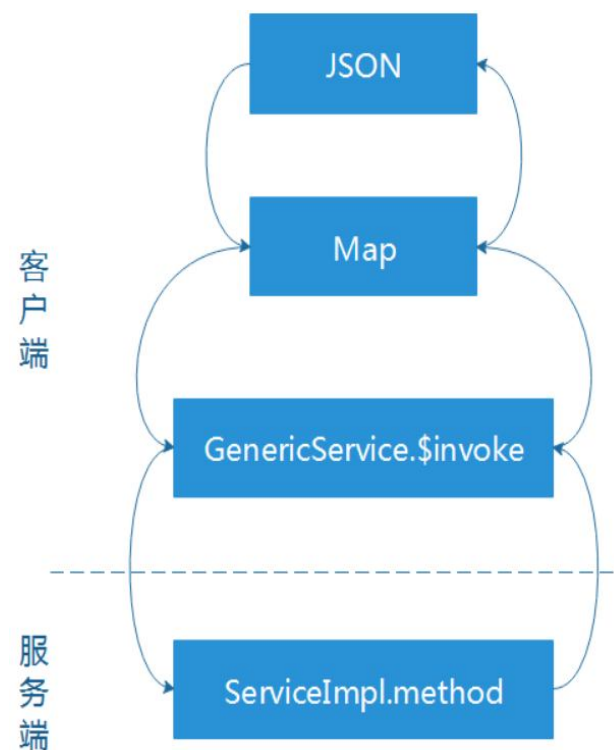 JSON
Map
客户端
GenericService.$invoke
ServiceImpl.method
服务端